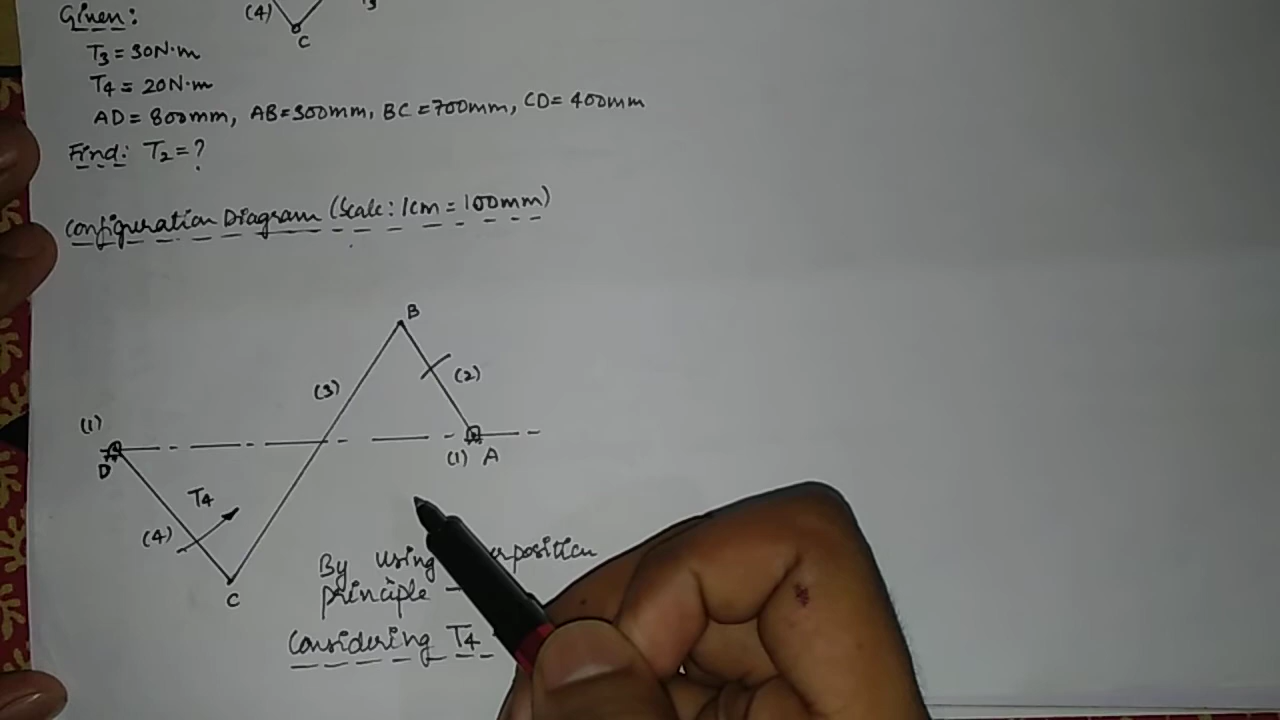 Given:
(4)
3
C
T3 = 30N·m
T4 = 20N·m
AD = 800mm, AB = 300mm, BC = 700mm, CD = 400mm
Find: T2 = ?
Configuration Diagram (Scale: 1cm = 100mm)
B
(3)
(2)
(1)
D
(1) A
T4
(4)
C
By using
principle -
Considering T4